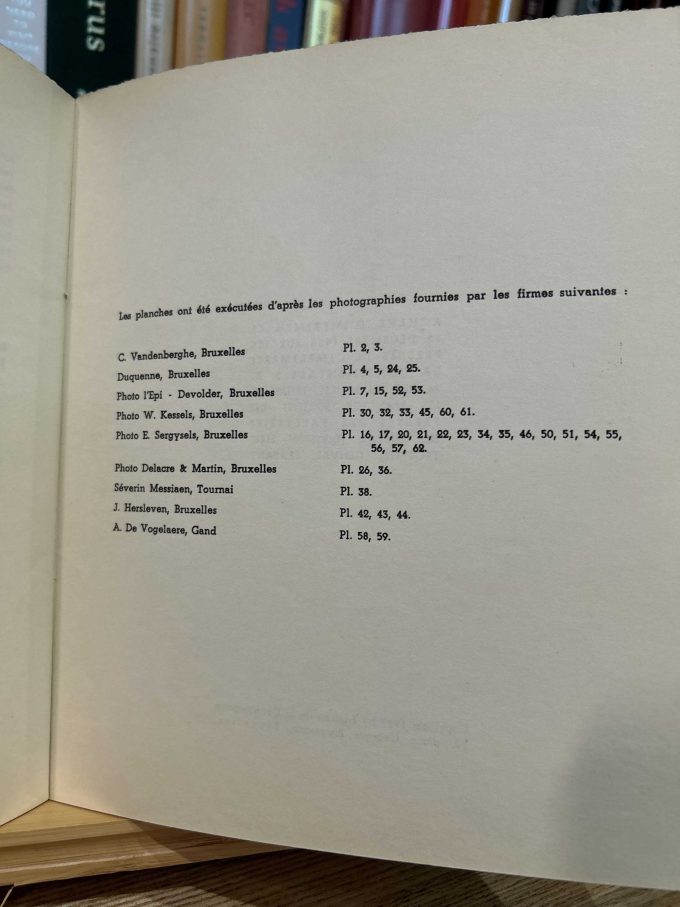 rus
Les planches ont été exécutées d'après les photographies fournies par les firmes suivantes :
C. Vandenberghe, Bruxelles Pl. 2, 3.
Duquenne, Bruxelles Pl. 4, 5, 24, 25.
Photo l'Epi - Devolder, Bruxelles Pl. 7, 15, 52, 53.
Photo W. Kessels, Bruxelles Pl. 30, 32, 33, 45, 60, 61.
Photo E. Sergysels, Bruxelles Pl. 16, 17, 20, 21, 22, 23, 34, 35, 46, 50, 51, 54, 55,
56, 57, 62.
Photo Delacre & Martin, Bruxelles Pl. 26, 36.
Séverin Messiaen, Tournai Pl. 38.
J. Hersleven, Bruxelles Pl. 42, 43, 44.
A. De Vogelaere, Gand Pl. 58, 59.